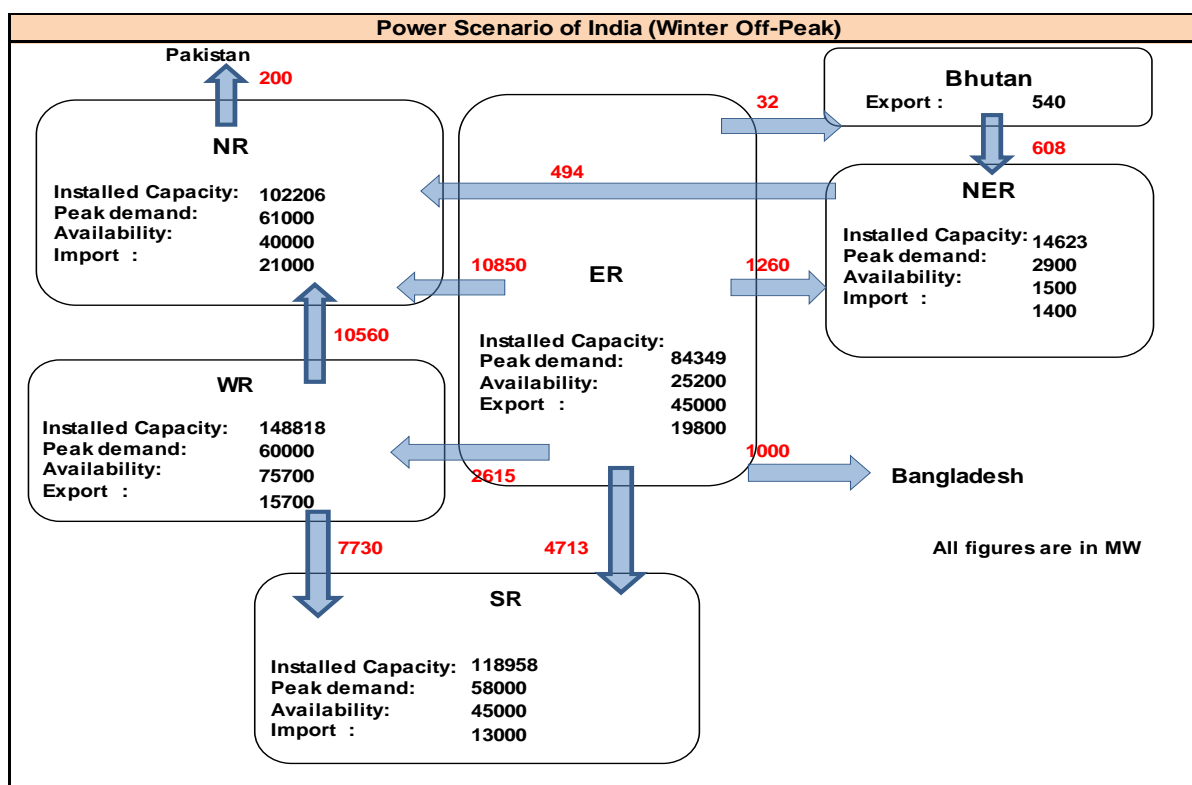 Power Scenario of India (Winter Off-Peak)
Pakistan
200
NR
Installed Capacity: 102206
Peak demand: 61000
Availability: 40000
Import : 21000
32
Bhutan
Export : 540
608
494
NER
Installed Capacity: 14623
Peak demand: 2900
Availability: 1500
Import : 1400
10850
ER
1260
Installed Capacity: 84349
Peak demand: 25200
Availability: 45000
Export : 19800
10560
WR
Installed Capacity: 148818
Peak demand: 60000
Availability: 75700
Export : 15700
2615
1000
Bangladesh
7730
4713
All figures are in MW
SR
Installed Capacity: 118958
Peak demand: 58000
Availability: 45000
Import : 13000